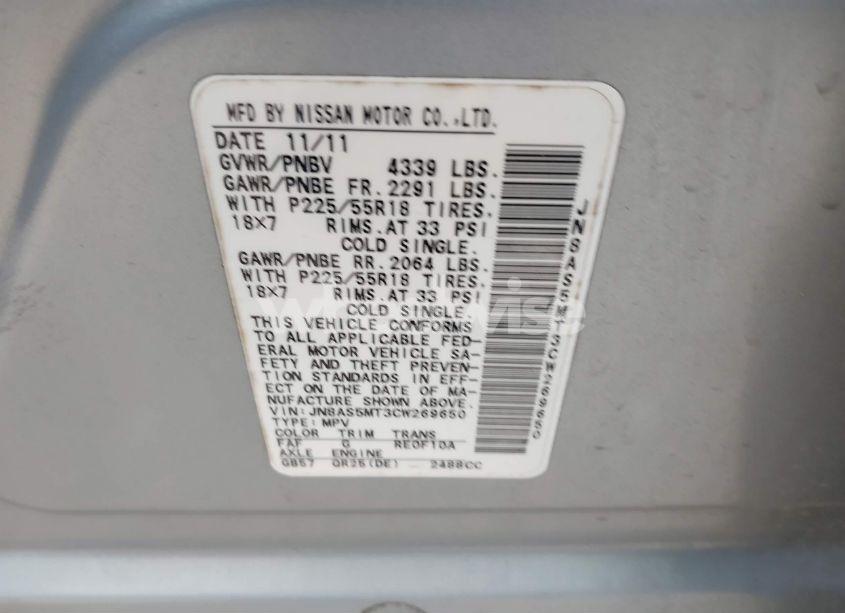 MFD BY NISSAN MOTOR CO.,LTD.
DATE 11/11
GVWR/PNBV 4339 LBS.
GAWR/PNBE FR. 2291 LBS.
WITH P225/55R18 TIRES.
18X7 RIMS. AT 33 PSI
COLD SINGLE.
GAWR/PNBE RR. 2064 LBS.
WITH P225/55R18 TIRES.
18X7 RIMS. AT 33 PSI
COLD SINGLE.
THIS VEHICLE CONFORMS
TO ALL APPLICABLE FED-
ERAL MOTOR VEHICLE SA-
FETY AND THEFT PREVEN-
TION STANDARDS IN EFF-
ECT ON THE DATE OF MA-
NUFACTURE SHOWN ABOVE.
VIN: JN8AS5MT3CW269650
TYPE: MPV
COLOR TRIM TRANS
FAF G RE0F10A
AXLE ENGINE
GB57 QR25(DE) - 2488CC
JN8AS5MT3CW269650